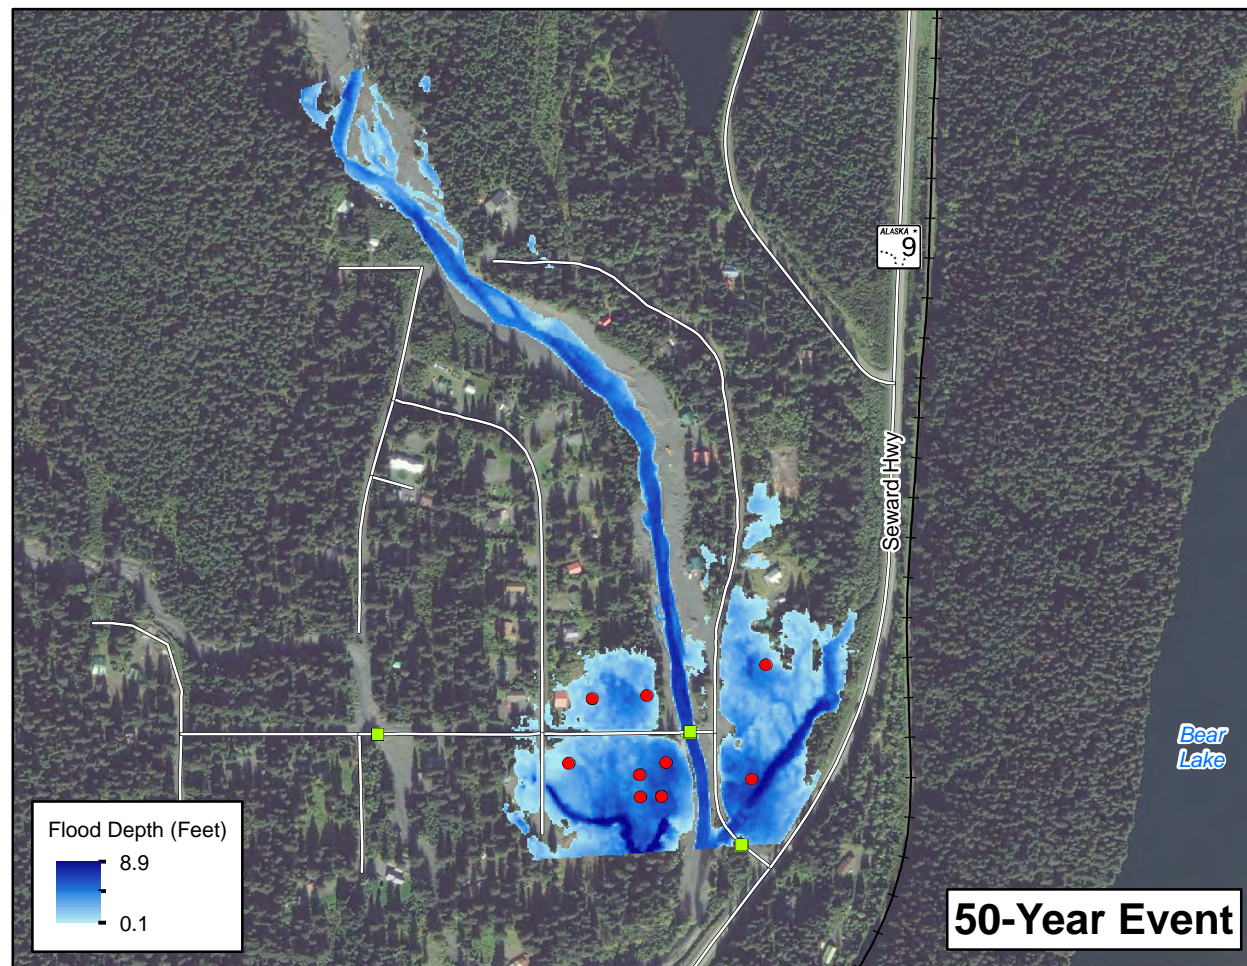 ALASKA
9
Seward Hwy
Bear
Lake
Flood Depth (Feet)
8.9
0.1
50-Year Event